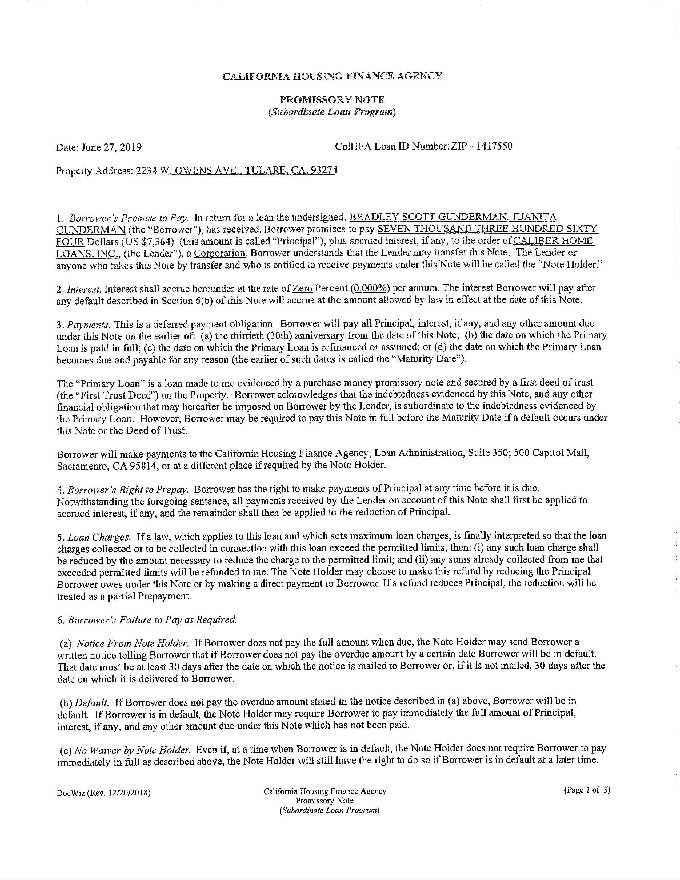 CALIFORNIA HOUSING FINANCE AGENCY
PROMISSORY NOTE
(Subordinate Loan Program)
Date: June 27, 2019 CalHFA Loan ID Number: ZIP - 1417550
Property Address: 2234 W. OWENS AVE., TULARE, CA. 93274
1. Borrower's Promise to Pay. In return for a loan the undersigned, BRADLEY SCOTT GUNDERMAN, JUANITA
GUNDERMAN (the "Borrower"), has received, Borrower promises to pay SEVEN THOUSAND THREE HUNDRED SIXTY
FOUR Dollars (US $7,364) (this amount is called "Principal"), plus accrued interest, if any, to the order of CALIBER HOME
LOANS, INC., (the "Lender"), a Corporation. Borrower understands that the Lender may transfer this Note. The Lender or
anyone who takes this Note by transfer and who is entitled to receive payments under this Note will be called the "Note Holder."
2. Interest. Interest shall accrue hereunder at the rate of Zero Percent (0.000%) per annum. The interest Borrower will pay after
any default described in Section 6(b) of this Note will accrue at the amount allowed by law in effect at the date of this Note.
3. Payments. This is a deferred payment obligation. Borrower will pay all Principal, interest, if any, and any other amount due
under this Note on the earlier of: (a) the thirtieth (30th) anniversary from the date of this Note; (b) the date on which the Primary
Loan is paid in full; (c) the date on which the Primary Loan is refinanced or assumed; or (d) the date on which the Primary Loan
becomes due and payable for any reason (the earlier of such dates is called the "Maturity Date").
The "Primary Loan" is a loan made to me evidenced by a purchase money promissory note and secured by a first deed of trust
(the "First Trust Deed") on the Property. Borrower acknowledges that the indebtedness evidenced by this Note, and any other
financial obligation that may hereafter be imposed on Borrower by the Lender, is subordinate to the indebtedness evidenced by
the Primary Loan. However, Borrower may be required to pay this Note in full before the Maturity Date if a default occurs under
this Note or the Deed of Trust.
Borrower will make payments to the California Housing Finance Agency, Loan Administration, Suite 350; 500 Capitol Mall,
Sacramento, CA 95814, or at a different place if required by the Note Holder.
4. Borrower's Right to Prepay. Borrower has the right to make payments of Principal at any time before it is due.
Notwithstanding the foregoing sentence, all payments received by the Lender on account of this Note shall first be applied to
accrued interest, if any, and the remainder shall then be applied to the reduction of Principal.
5. Loan Charges. If a law, which applies to this loan and which sets maximum loan charges, is finally interpreted so that the loan
charges collected or to be collected in connection with this loan exceed the permitted limits, then: (i) any such loan charge shall
be reduced by the amount necessary to reduce the charge to the permitted limit; and (ii) any sums already collected from me that
exceeded permitted limits will be refunded to me. The Note Holder may choose to make this refund by reducing the Principal
Borrower owes under this Note or by making a direct payment to Borrower. If a refund reduces Principal, the reduction will be
treated as a partial Prepayment.
6. Borrower's Failure to Pay as Required.
(a) Notice From Note Holder. If Borrower does not pay the full amount when due, the Note Holder may send Borrower a
written notice telling Borrower that if Borrower does not pay the overdue amount by a certain date Borrower will be in default.
That date must be at least 30 days after the date on which the notice is mailed to Borrower or, if it is not mailed, 30 days after the
date on which it is delivered to Borrower.
(b) Default. If Borrower does not pay the overdue amount stated in the notice described in (a) above, Borrower will be in
default. If Borrower is in default, the Note Holder may require Borrower to pay immediately the full amount of Principal,
interest, if any, and any other amount due under this Note which has not been paid.
(c) No Waiver by Note Holder. Even if, at a time when Borrower is in default, the Note Holder does not require Borrower to pay
immediately in full as described above, the Note Holder will still have the right to do so if Borrower is in default at a later time.
DocWiz (Rev. 12/20/2018) California Housing Finance Agency (Page 1 of 3)
Promissory Note
(Subordinate Loan Program)